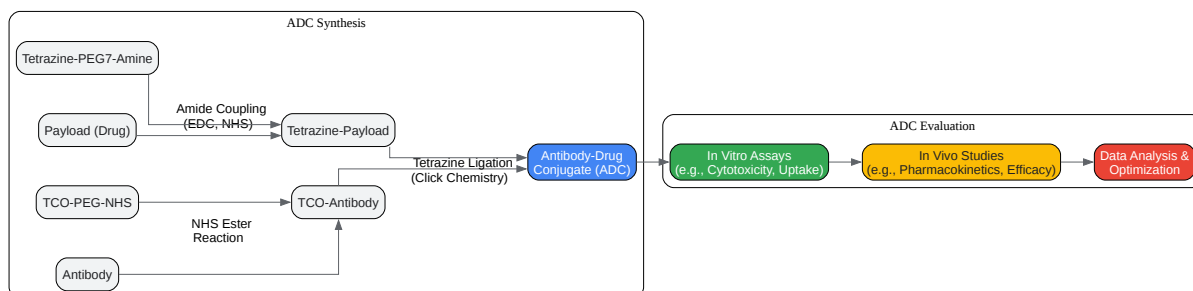 ADC Synthesis
Tetrazine-PEG7-Amine
Amide Coupling
(EDC, NHS)
Payload (Drug)
Tetrazine-Payload
Tetrazine Ligation
(Click Chemistry)
Antibody-Drug
Conjugate (ADC)
TCO-PEG-NHS
TCO-Antibody
NHS Ester
Reaction
Antibody
ADC Evaluation
In Vitro Assays
(e.g., Cytotoxicity, Uptake)
In Vivo Studies
(e.g., Pharmacokinetics, Efficacy)
Data Analysis &
Optimization